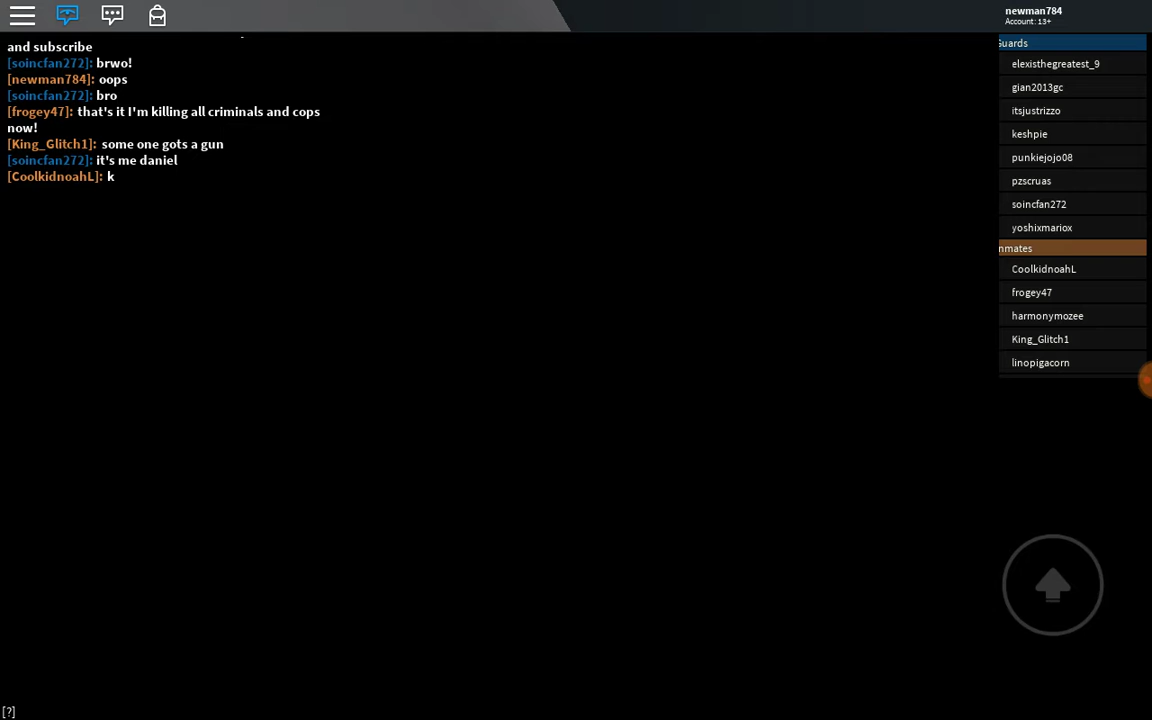 newman784
Account: 13+
and subscribe
[soincfan272]: brwo!
[newman784]: oops
[soincfan272]: bro
[frogey47]: that's it I'm killing all criminals and cops
now!
[King_Glitch1]: some one gots a gun
[soincfan272]: it's me daniel
[CoolkidnoahL]: k
Guards
elexisthegreatest_9
gian2013gc
itsjustrizzo
keshpie
punkiejojo08
pzscruas
soincfan272
yoshixmariox
nmates
CoolkidnoahL
frogey47
harmonymozee
King_Glitch1
linopigacorn
[?]